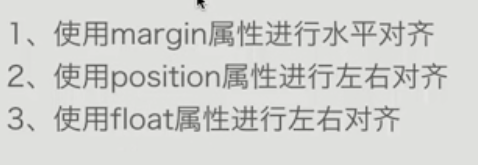 1、使用margin属性进行水平对齐
2、使用position属性进行左右对齐
3、使用float属性进行左右对齐